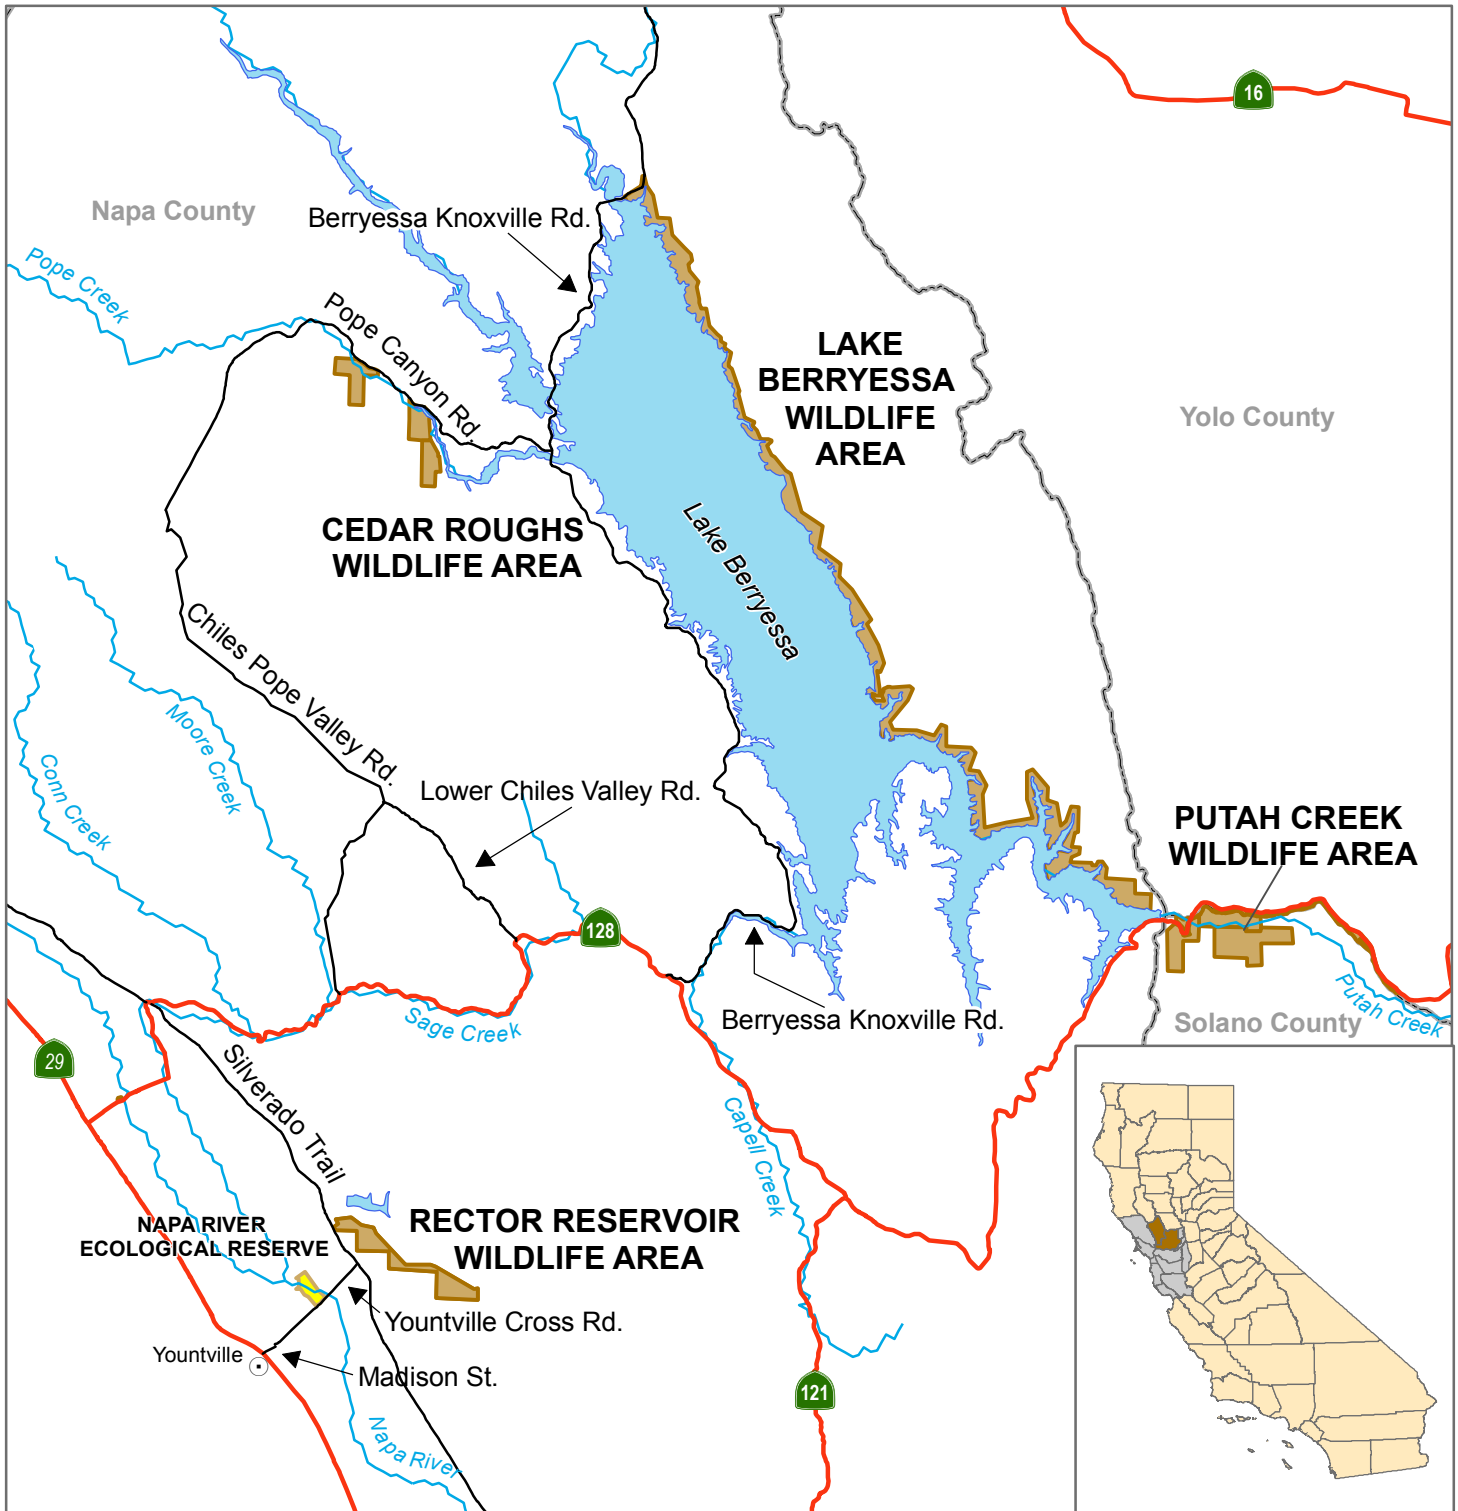 16
Napa County
Berryessa Knoxville Rd.
Pope Creek
Pope Canyon Rd.
LAKE
BERRYESSA
WILDLIFE
AREA
Yolo County
CEDAR ROUGHS
WILDLIFE AREA
Lake Berryessa
Chiles Pope Valley Rd.
Moore Creek
Conn Creek
Lower Chiles Valley Rd.
PUTAH CREEK
WILDLIFE AREA
128
Sage Creek
Berryessa Knoxville Rd.
Putah Creek
Solano County
29
Silverado Trail
Capell Creek
NAPA RIVER
ECOLOGICAL RESERVE
RECTOR RESERVOIR
WILDLIFE AREA
Yountville Cross Rd.
Yountville
Madison St.
121
Napa River